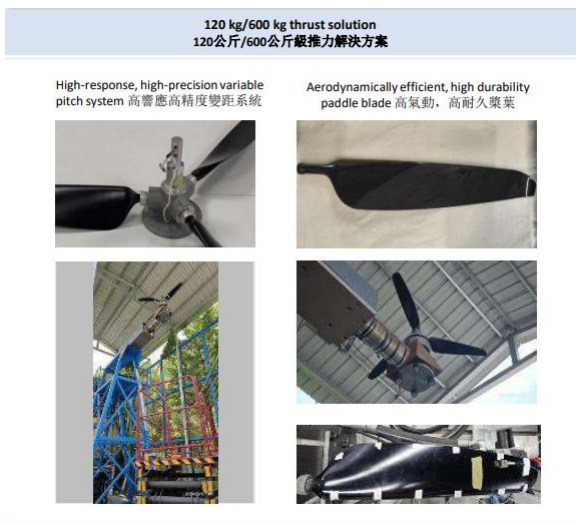 120 kg/600 kg thrust solution
120公斤/600公斤級推力解決方案
High-response, high-precision variable
pitch system 高響應高精度變距系統
Aerodynamically efficient, high durability
paddle blade 高氣動，高耐久槳葉